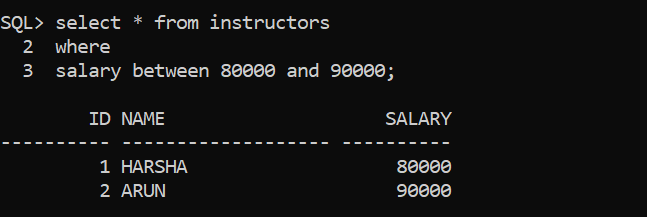 SQL> select * from instructors
  2  where
  3  salary between 80000 and 90000;

        ID NAME                    SALARY
---------- ------------------- ----------
         1 HARSHA                   80000
         2 ARUN                     90000